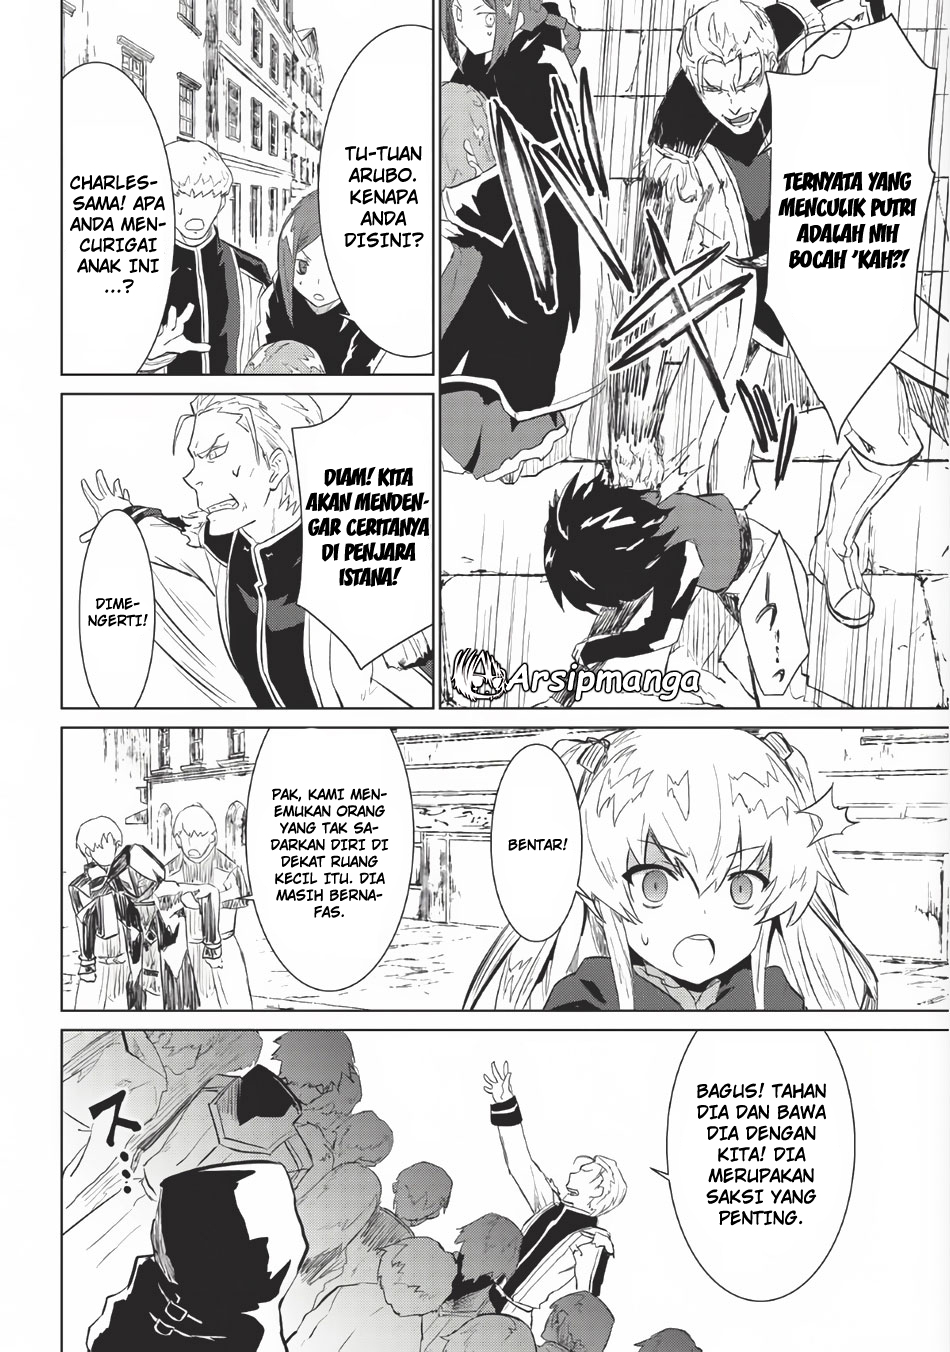 TERNYATA YANG
MENCULIK PUTRI
ADALAH NIH
BOCAH 'KAH?!
TU-TUAN
ARUBO.
KENAPA
ANDA
DISINI?
CHARLES-
SAMA! APA
ANDA MEN-
CURIGAI
ANAK INI
...?
DIAM! KITA
AKAN MENDEN-
GAR CERITANYA
DI PENJARA
ISTANA!
DIME-
NGERTI!
Arsipmanga
BENTAR!
PAK, KAMI MEN-
EMUKAN ORANG
YANG TAK SA-
DARKAN DIRI DI
DEKAT RUANG
KECIL ITU. DIA
MASIH BERNA-
FAS.
BAGUS! TAHAN
DIA DAN BAWA
DIA DENGAN
KITA! DIA
MERUPAKAN
SAKSI YANG
PENTING.
ス…